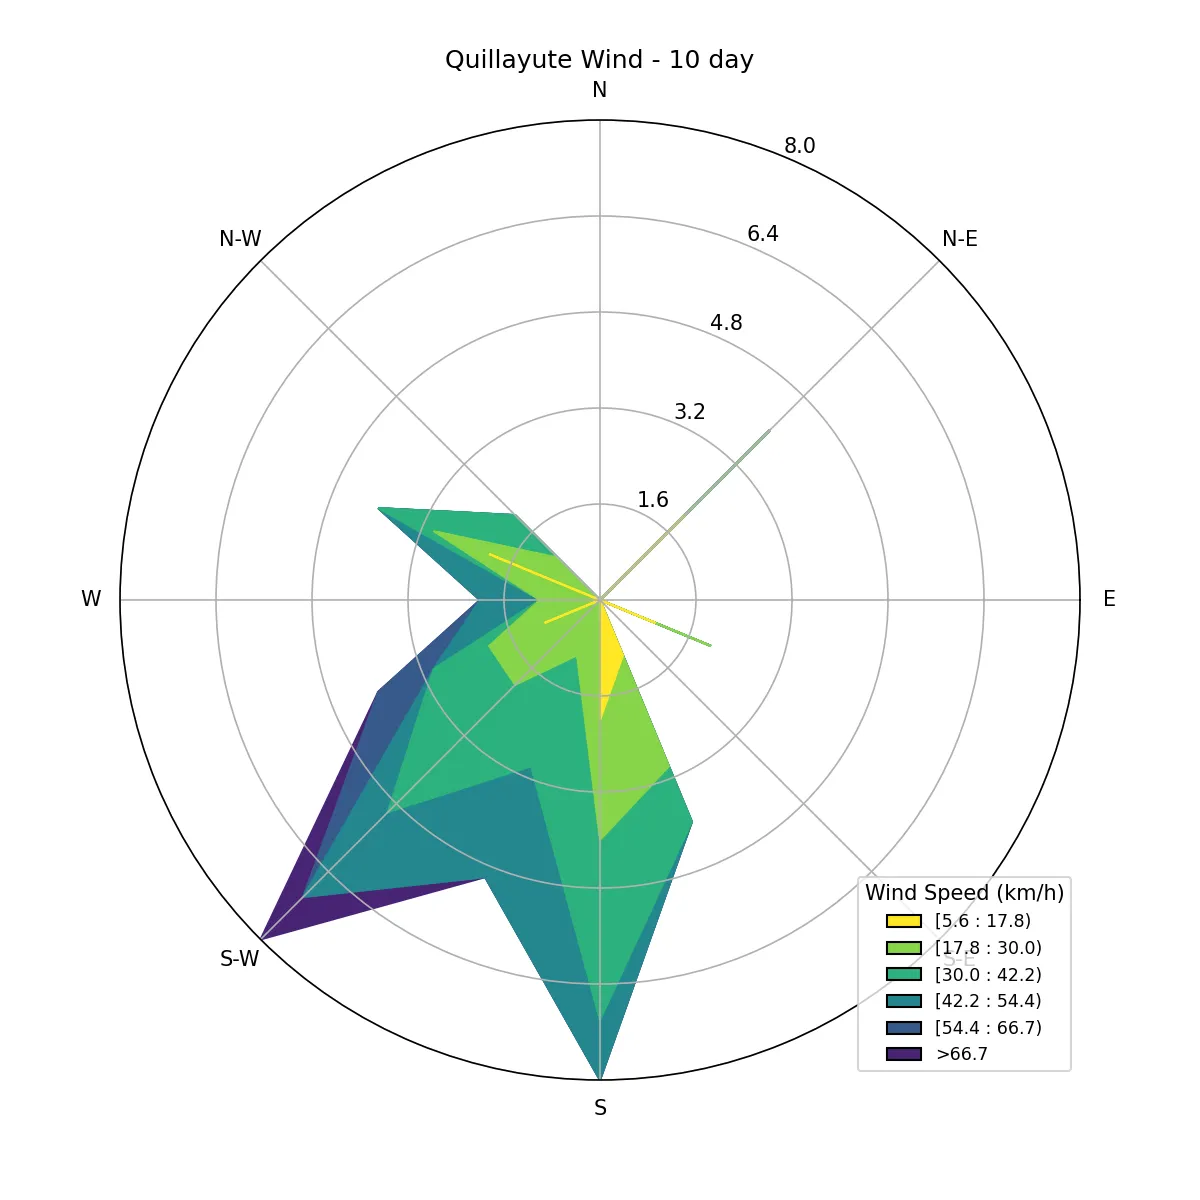 Quillayute Wind - 10 day
N
8.0
N-W
6.4
N-E
4.8
3.2
1.6
W
E
Wind Speed (km/h)
[5.6 : 17.8)
[17.8 : 30.0)
S-W
S-E
[30.0 : 42.2)
[42.2 : 54.4)
[54.4 : 66.7)
>66.7
S